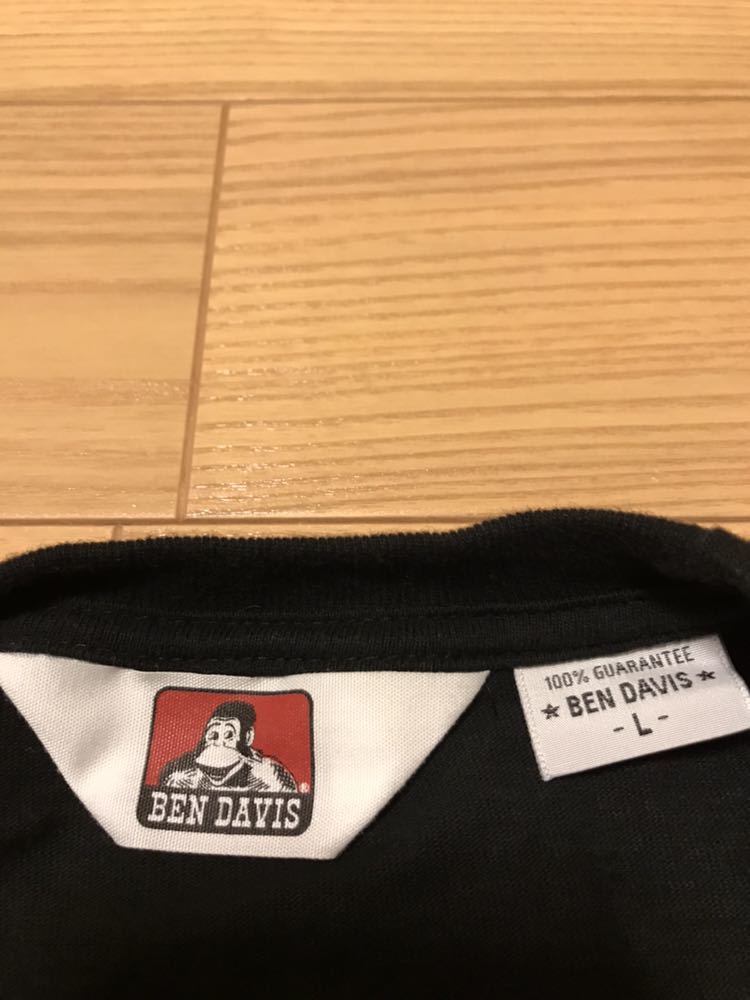 BEN DAVIS
®
100% GUARANTEE
★ BEN DAVIS ★
- L -